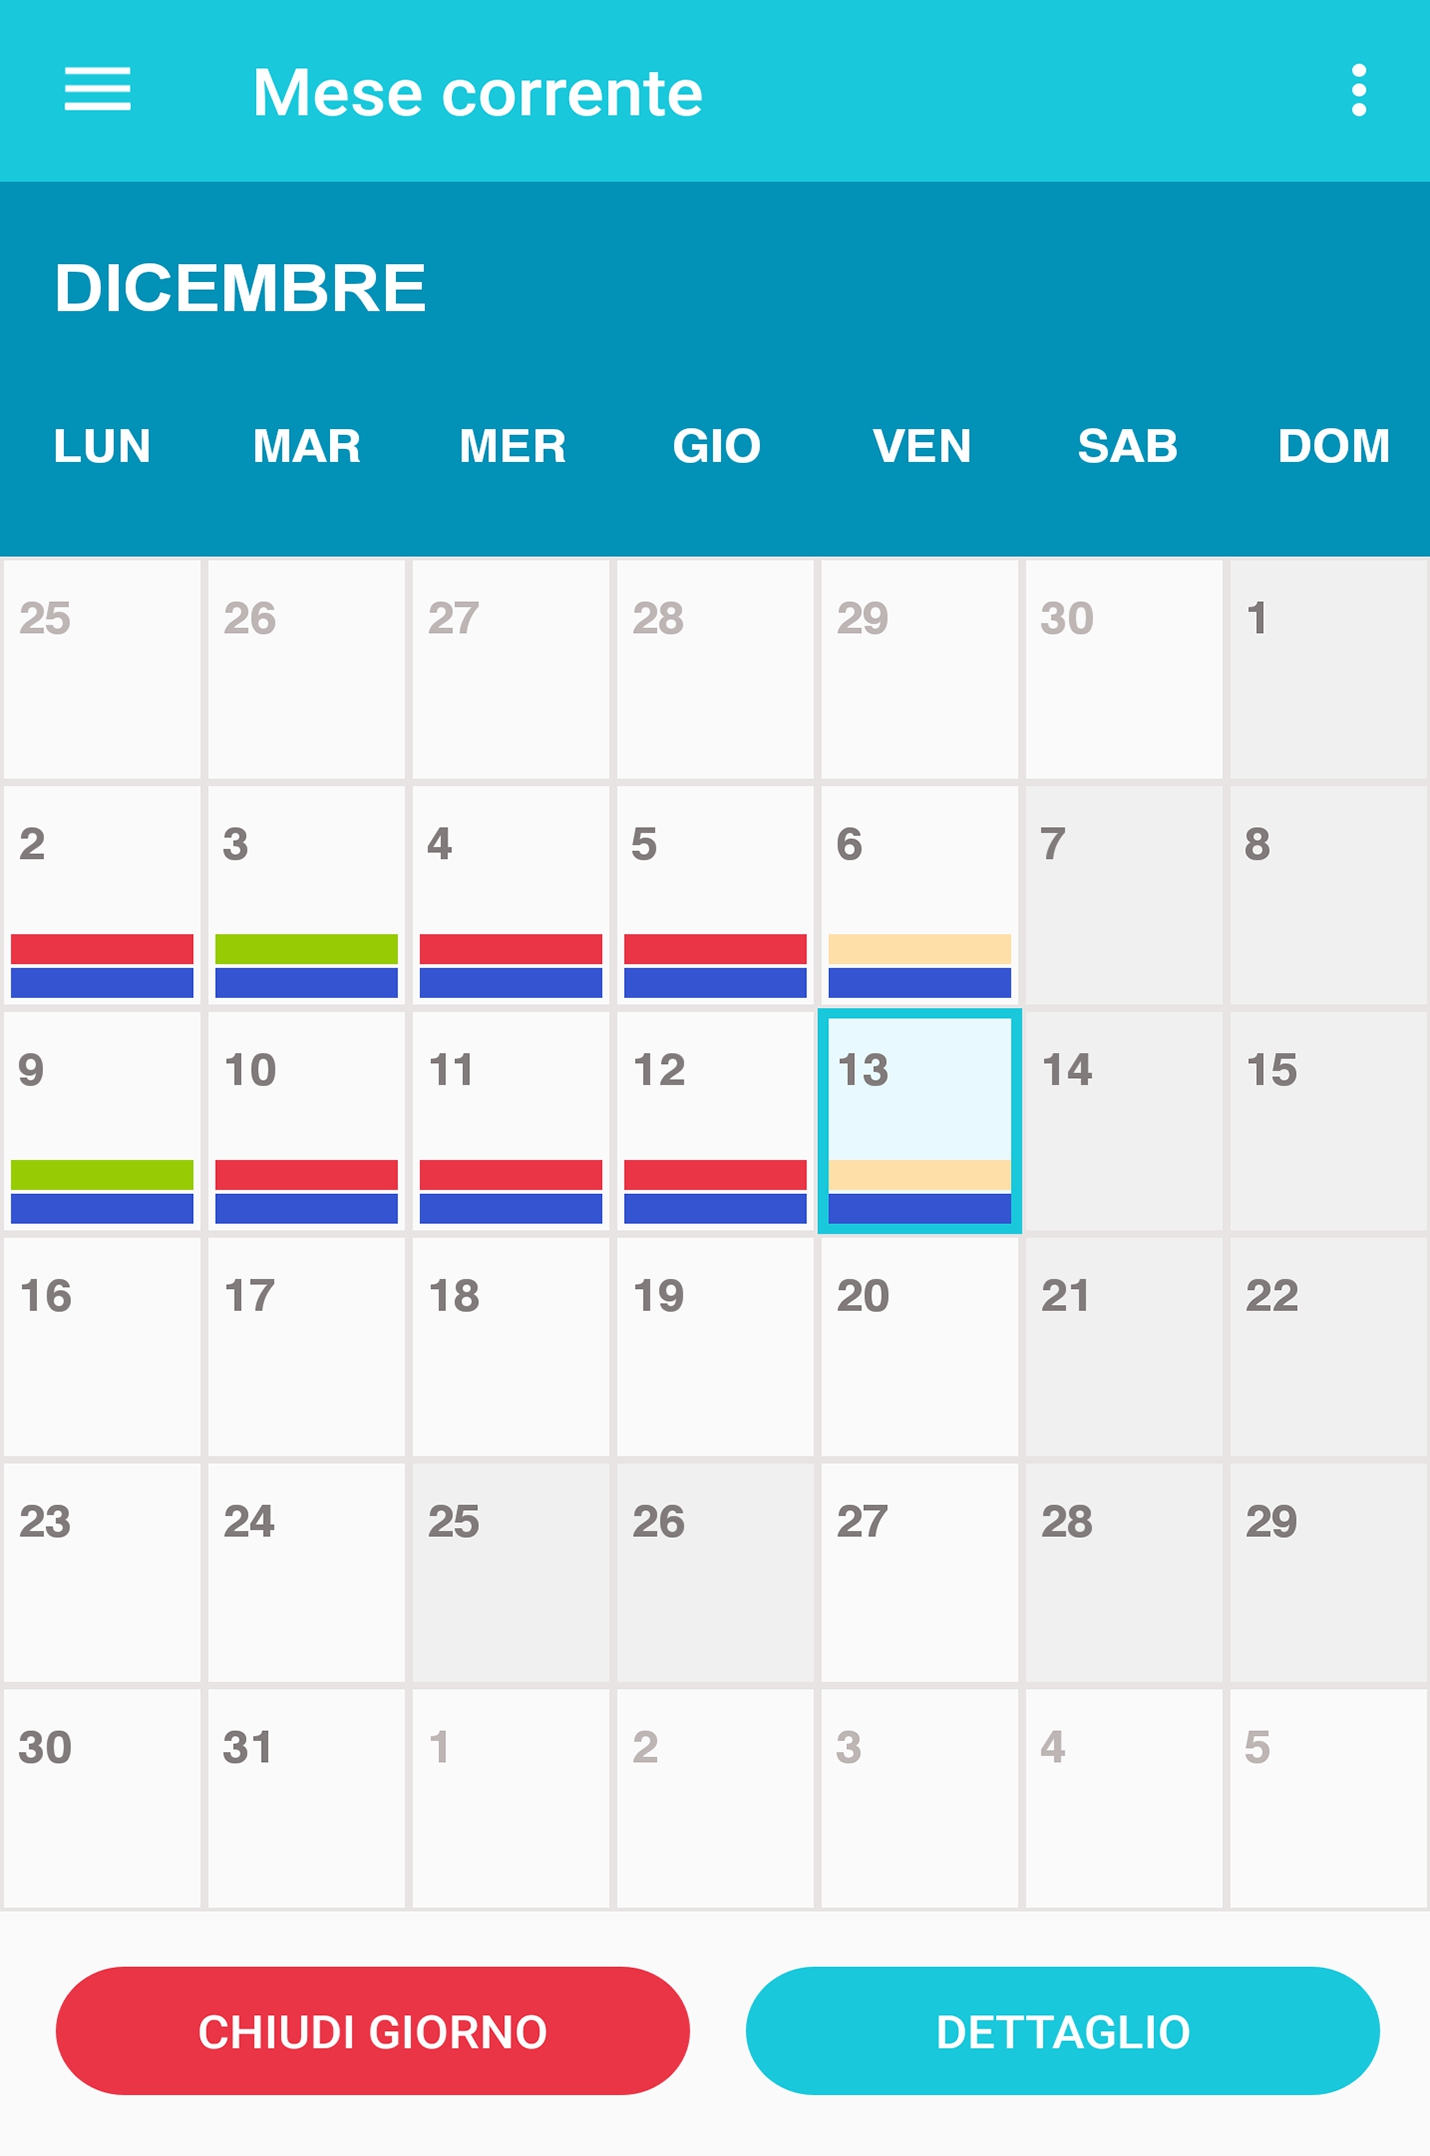 Mese corrente
DICEMBRE
LUN MAR MER GIO VEN SAB DOM
25 26 27 28 29 30 1
2 3 4 5 6 7 8
9 10 11 12 13 14 15
16 17 18 19 20 21 22
23 24 25 26 27 28 29
30 31 1 2 3 4 5
CHIUDI GIORNO DETTAGLIO